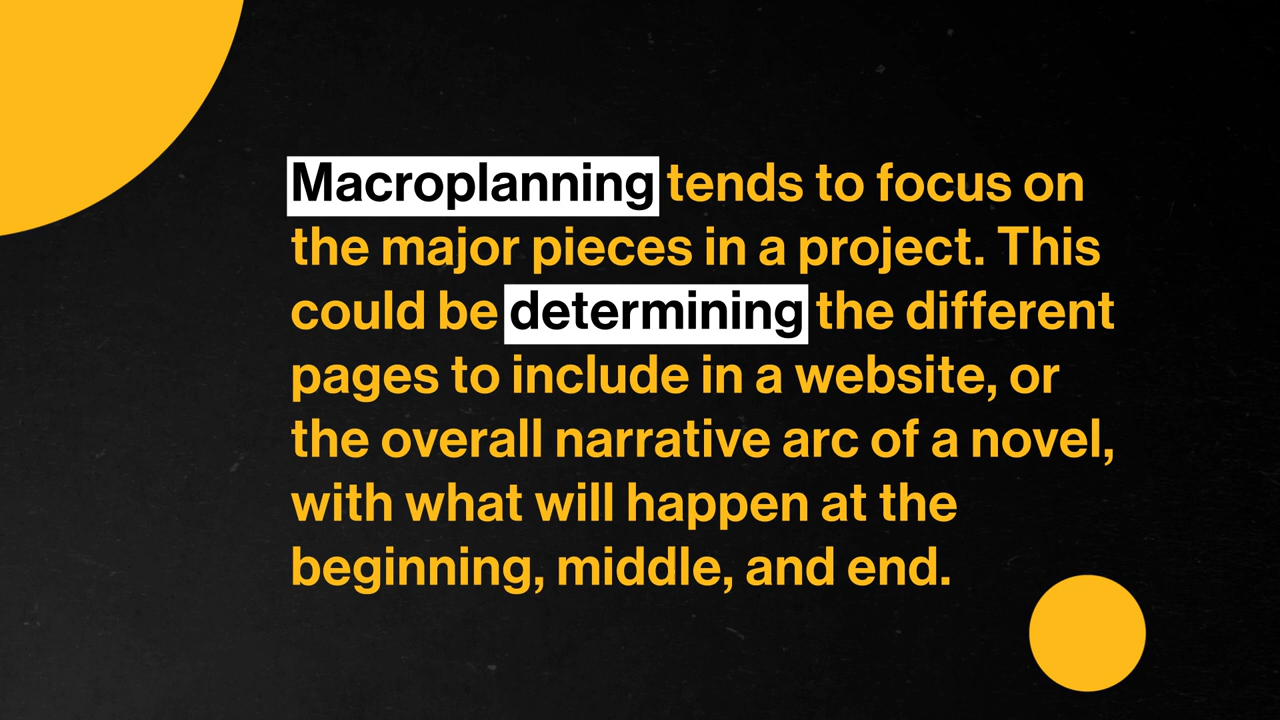 Macroplanning tends to focus on
the major pieces in a project. This
could be determining the different
pages to include in a website, or
the overall narrative arc of a novel,
with what will happen at the
beginning, middle, and end.